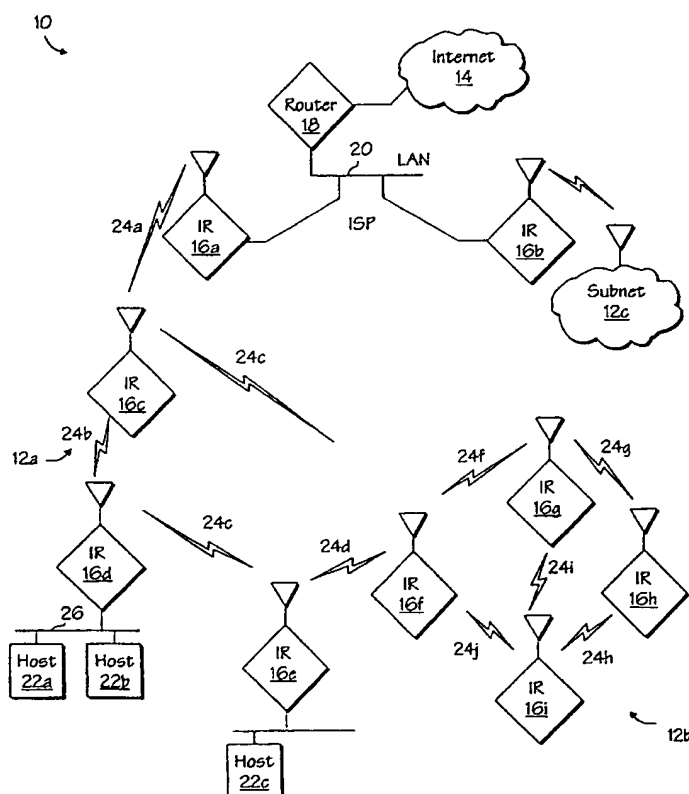 10
Internet
14
Router
18
20
LAN
24a
IR
16a
ISP
IR
16b
Subnet
12c
IR
16c
24c
24b
12a
24f
IR
16g
24g
24c
24d
IR
16d
IR
16f
24i
IR
16h
26
Host
22a
Host
22b
IR
16e
24j
24h
IR
16i
12b
Host
22c